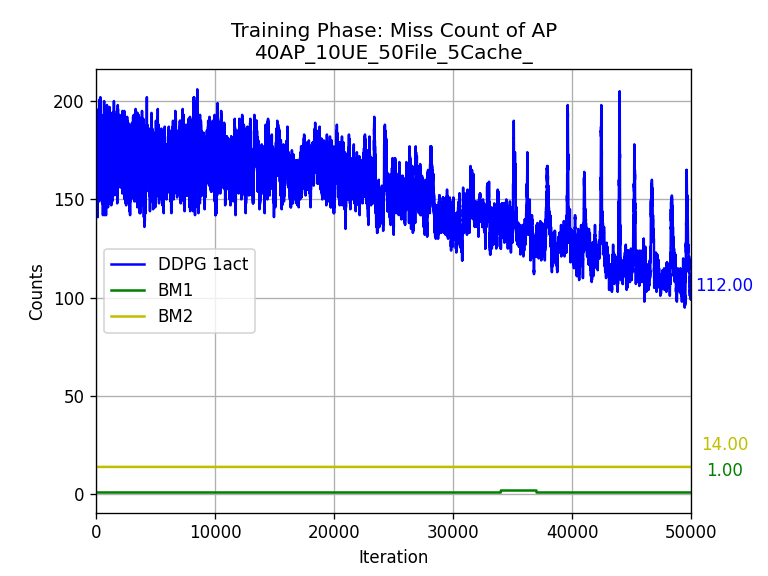 Training Phase: Miss Count of AP
40AP_10UE_50File_5Cache_
Counts
200
150
100
50
0
DDPG 1act
BM1
BM2
112.00
14.00
1.00
0
10000
20000
30000
40000
50000
Iteration